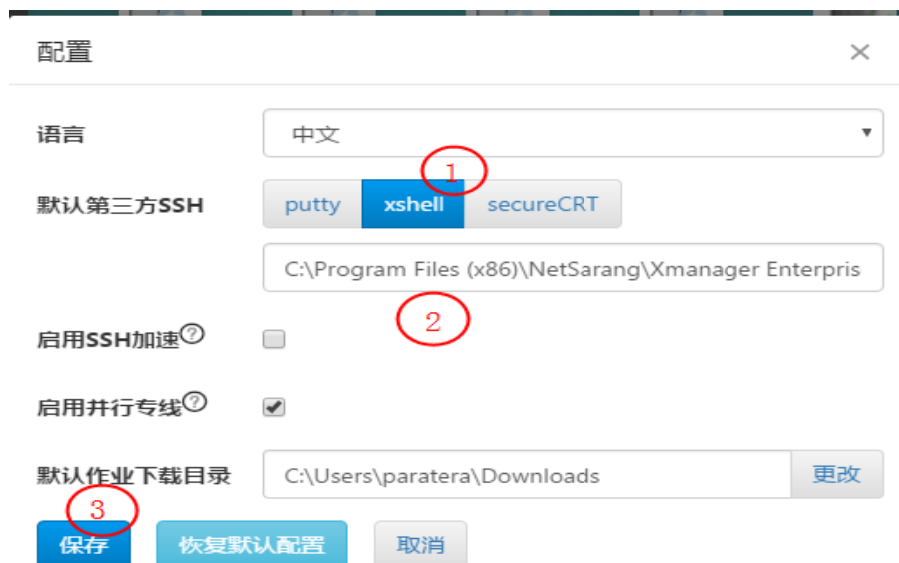 配置
语言 中文
1
默认第三方SSH putty xshell secureCRT
C:\Program Files (x86)\NetSarang\Xmanager Enterpris
2
启用SSH加速?
启用并行专线?
默认作业下载目录 C:\Users\paratera\Downloads 更改
3
保存 恢复默认配置 取消